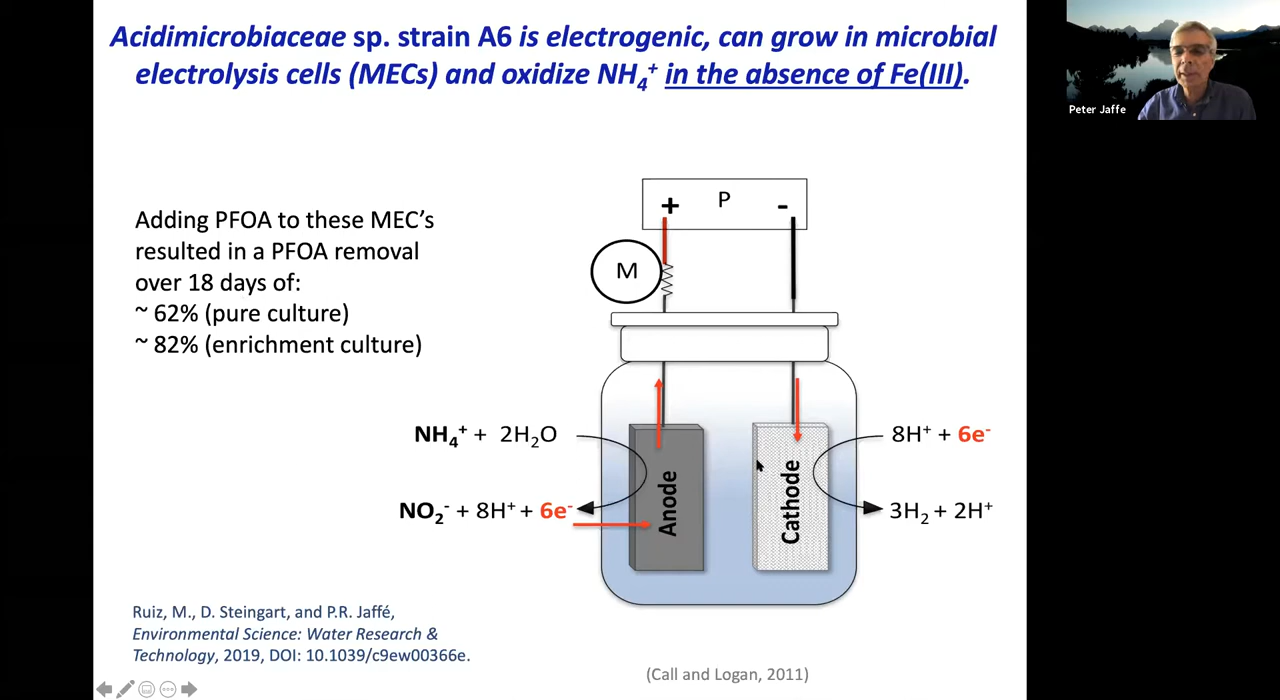 Acidimicrobiaceae sp. strain A6 is electrogenic, can grow in microbial
electrolysis cells (MECs) and oxidize NH₄⁺ in the absence of Fe(III).
Peter Jaffe
Adding PFOA to these MEC’s
resulted in a PFOA removal
over 18 days of:
~ 62% (pure culture)
~ 82% (enrichment culture)
+ P -
M
NH₄⁺ + 2H₂O
8H⁺ + 6e⁻
Anode
Cathode
NO₂⁻ + 8H⁺ + 6e⁻
3H₂ + 2H⁺
Ruiz, M., D. Steingart, and P.R. Jaffé,
Environmental Science: Water Research &
Technology, 2019, DOI: 10.1039/c9ew00366e.
(Call and Logan, 2011)